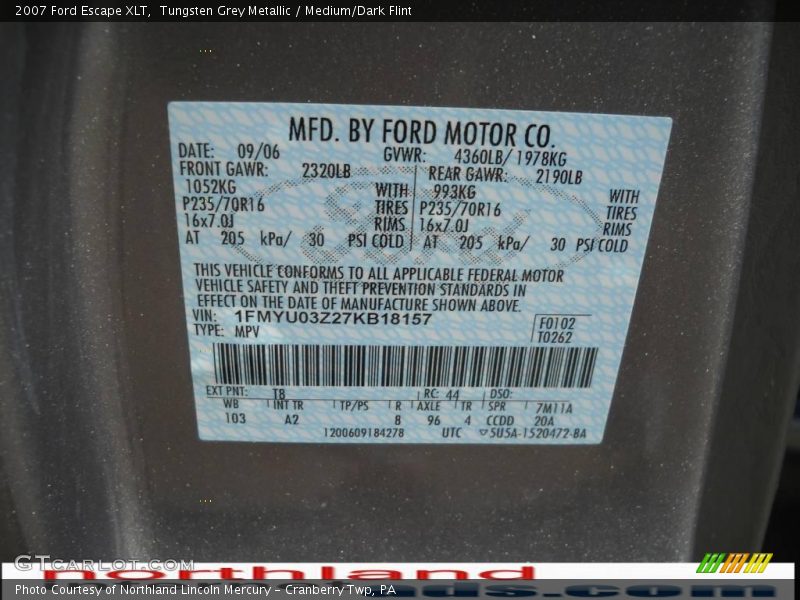 2007 Ford Escape XLT,  Tungsten Grey Metallic / Medium/Dark Flint
MFD. BY FORD MOTOR CO.
DATE: 09/06 GVWR: 4360LB/ 1978KG
FRONT GAWR: 2320LB REAR GAWR: 2190LB
1052KG WITH 993KG WITH
P235/70R16 TIRES P235/70R16 TIRES
16x7.0J RIMS 16x7.0J RIMS
AT 205 kPa/ 30 PSI COLD AT 205 kPa/ 30 PSI COLD
THIS VEHICLE CONFORMS TO ALL APPLICABLE FEDERAL MOTOR
VEHICLE SAFETY AND THEFT PREVENTION STANDARDS IN
EFFECT ON THE DATE OF MANUFACTURE SHOWN ABOVE.
VIN: 1FMYU03Z27KB18157
TYPE: MPV
F0102
T0262
EXT PNT: TB RC: 44 DSO:
WB INT TR TP/PS R AXLE TR SPR 7M11A
103 A2 8 96 4 CCDD 20A
1200609184278 UTC ▽5U5A-1520472-BA
GTCARLOT.COM
northland
Photo Courtesy of Northland Lincoln Mercury - Cranberry Twp, PA